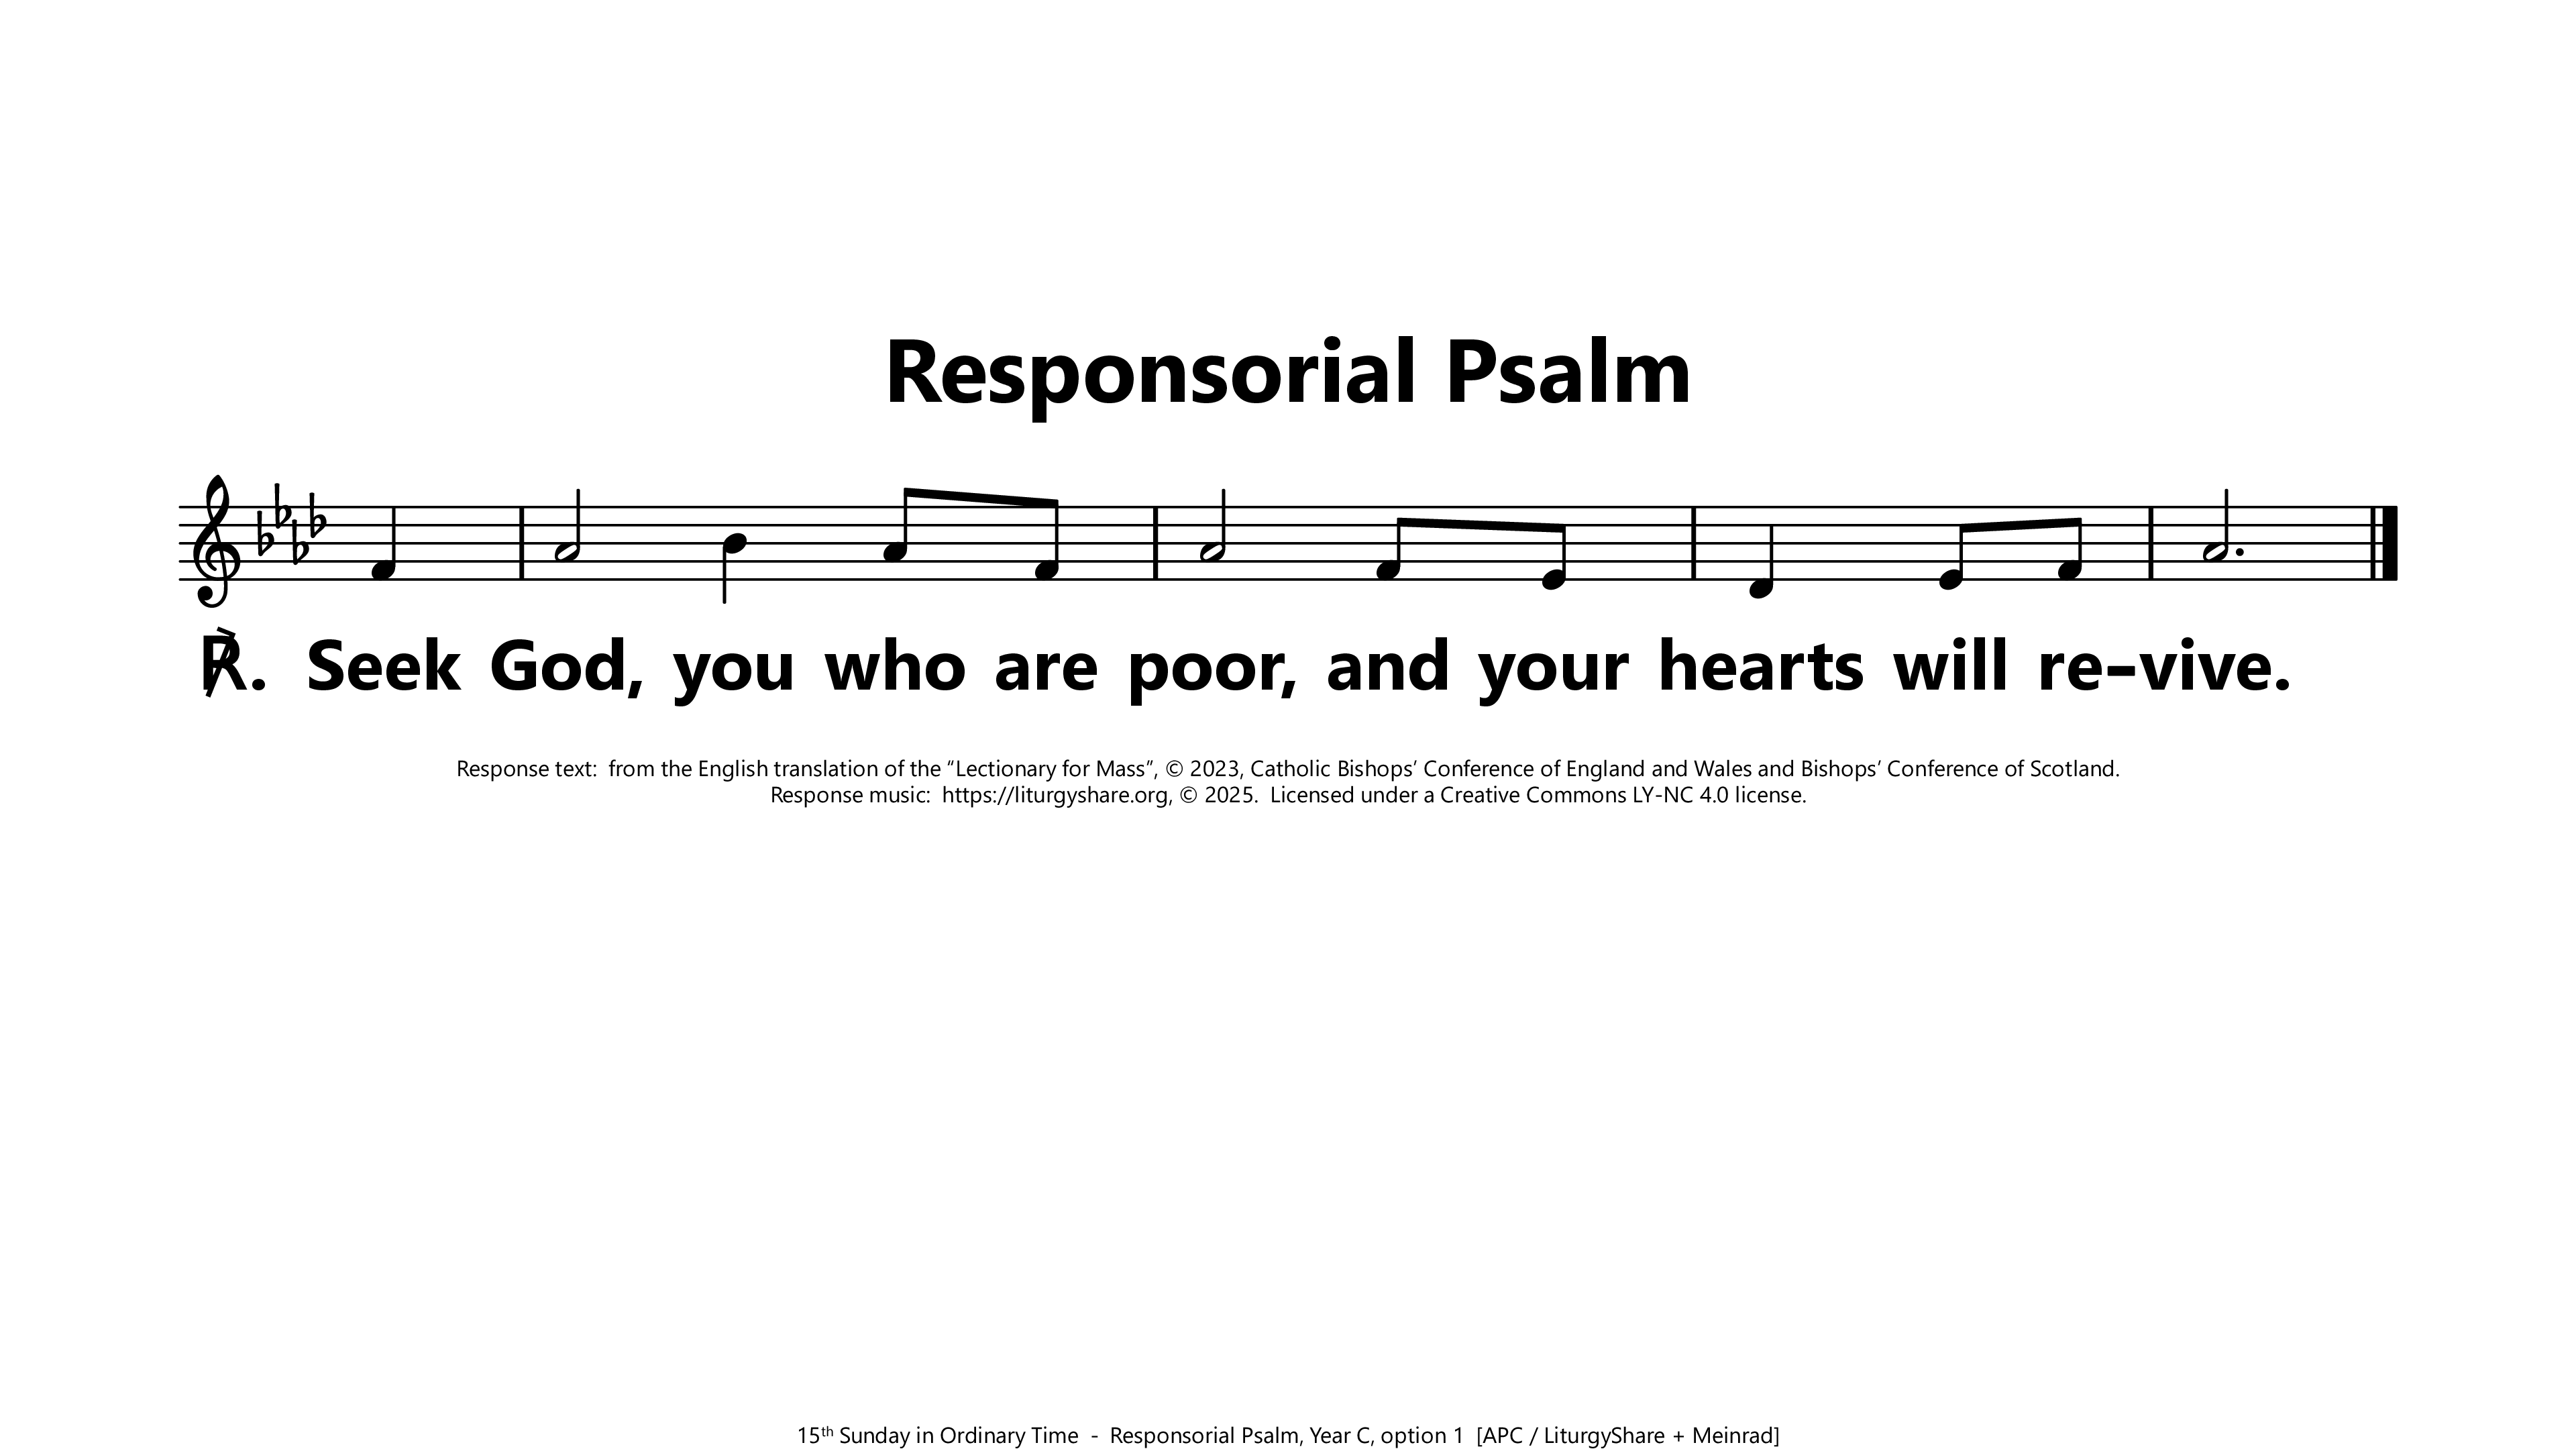 Responsorial Psalm
℟. Seek God, you who are poor, and your hearts will re-vive.
Response text: from the English translation of the “Lectionary for Mass”, © 2023, Catholic Bishops’ Conference of England and Wales and Bishops’ Conference of Scotland.
Response music: https://liturgyshare.org, © 2025. Licensed under a Creative Commons LY-NC 4.0 license.
15th Sunday in Ordinary Time - Responsorial Psalm, Year C, option 1 [APC / LiturgyShare + Meinrad]